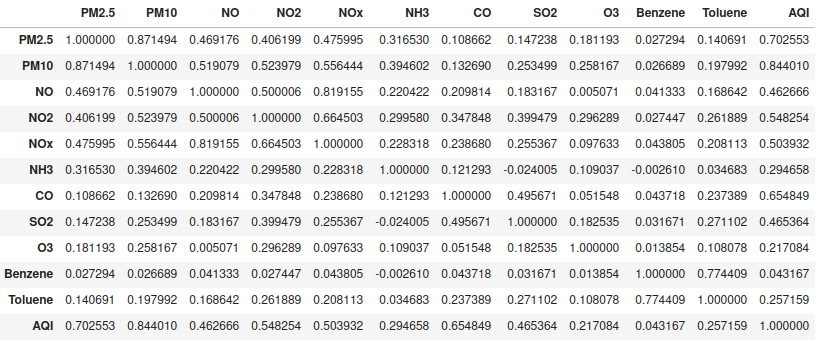 PM2.5 PM10 NO NO2 NOx NH3 CO SO2 O3 Benzene Toluene AQI
PM2.5 1.000000 0.871494 0.469176 0.406199 0.475995 0.316530 0.108662 0.147238 0.181193 0.027294 0.140691 0.702553
PM10 0.871494 1.000000 0.519079 0.523979 0.556444 0.394602 0.132690 0.253499 0.258167 0.026689 0.197992 0.844010
NO 0.469176 0.519079 1.000000 0.500006 0.819155 0.220422 0.209814 0.183167 0.005071 0.041333 0.168642 0.462666
NO2 0.406199 0.523979 0.500006 1.000000 0.664503 0.299580 0.347848 0.399479 0.296289 0.027447 0.261889 0.548254
NOx 0.475995 0.556444 0.819155 0.664503 1.000000 0.228318 0.238680 0.255367 0.097633 0.043805 0.208113 0.503932
NH3 0.316530 0.394602 0.220422 0.299580 0.228318 1.000000 0.121293 -0.024005 0.109037 -0.002610 0.034683 0.294658
CO 0.108662 0.132690 0.209814 0.347848 0.238680 0.121293 1.000000 0.495671 0.051548 0.043718 0.237389 0.654849
SO2 0.147238 0.253499 0.183167 0.399479 0.255367 -0.024005 0.495671 1.000000 0.182535 0.031671 0.271102 0.465364
O3 0.181193 0.258167 0.005071 0.296289 0.097633 0.109037 0.051548 0.182535 1.000000 0.013854 0.108078 0.217084
Benzene 0.027294 0.026689 0.041333 0.027447 0.043805 -0.002610 0.043718 0.031671 0.013854 1.000000 0.774409 0.043167
Toluene 0.140691 0.197992 0.168642 0.261889 0.208113 0.034683 0.237389 0.271102 0.108078 0.774409 1.000000 0.257159
AQI 0.702553 0.844010 0.462666 0.548254 0.503932 0.294658 0.654849 0.465364 0.217084 0.043167 0.257159 1.000000